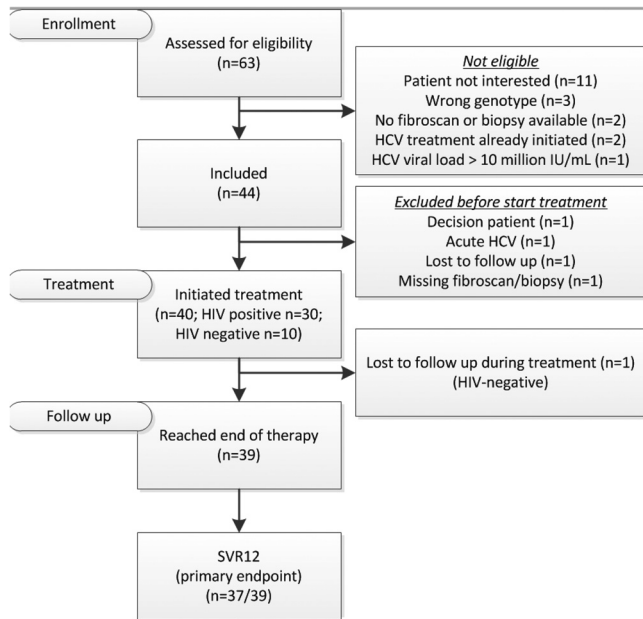 Enrollment
Assessed for eligibility
(n=63)
Not eligible
Patient not interested (n=11)
Wrong genotype (n=3)
No fibroscan or biopsy available (n=2)
HCV treatment already initiated (n=2)
HCV viral load > 10 million IU/mL (n=1)
Included
(n=44)
Excluded before start treatment
Decision patient (n=1)
Acute HCV (n=1)
Lost to follow up (n=1)
Missing fibroscan/biopsy (n=1)
Treatment
Initiated treatment
(n=40; HIV positive n=30;
HIV negative n=10)
Lost to follow up during treatment (n=1)
(HIV-negative)
Follow up
Reached end of therapy
(n=39)
SVR12
(primary endpoint)
(n=37/39)